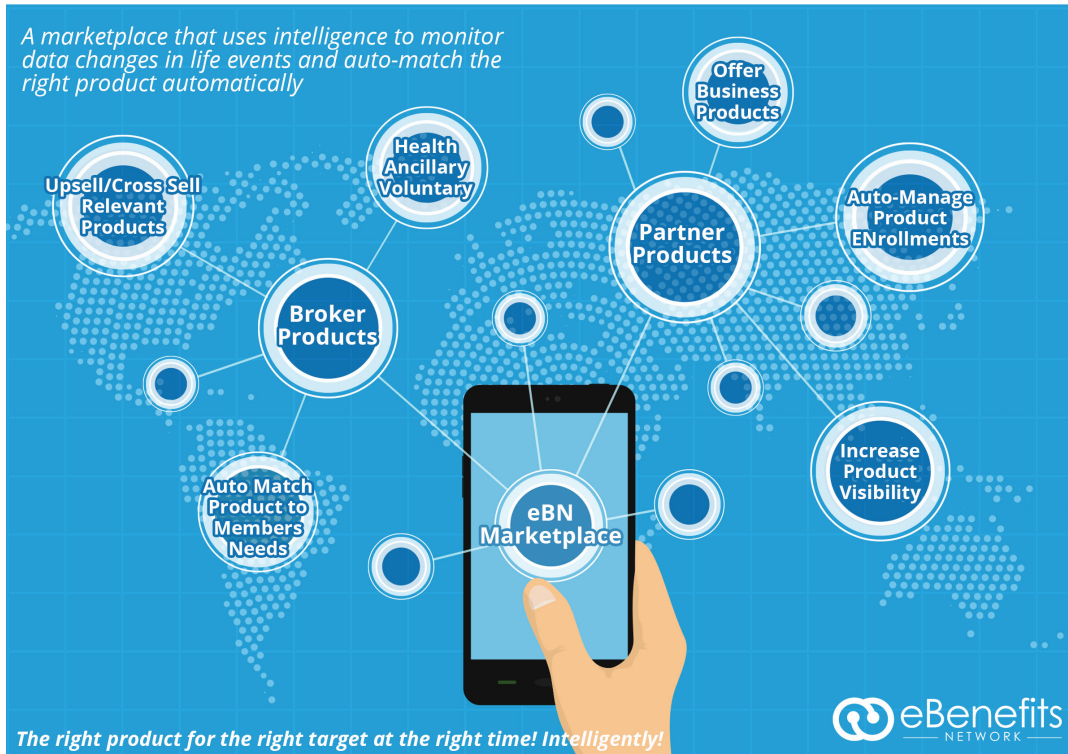 A marketplace that uses intelligence to monitor
data changes in life events and auto-match the
right product automatically
Offer
Business
Products
Health
Ancillary
Voluntary
Upsell/Cross Sell
Relevant
Products
Auto-Manage
Product
ENrollments
Partner
Products
Broker
Products
Increase
Product
Visibility
Auto Match
Product to
Members
Needs
eBN
Marketplace
eBenefits
NETWORK
The right product for the right target at the right time! Intelligently!